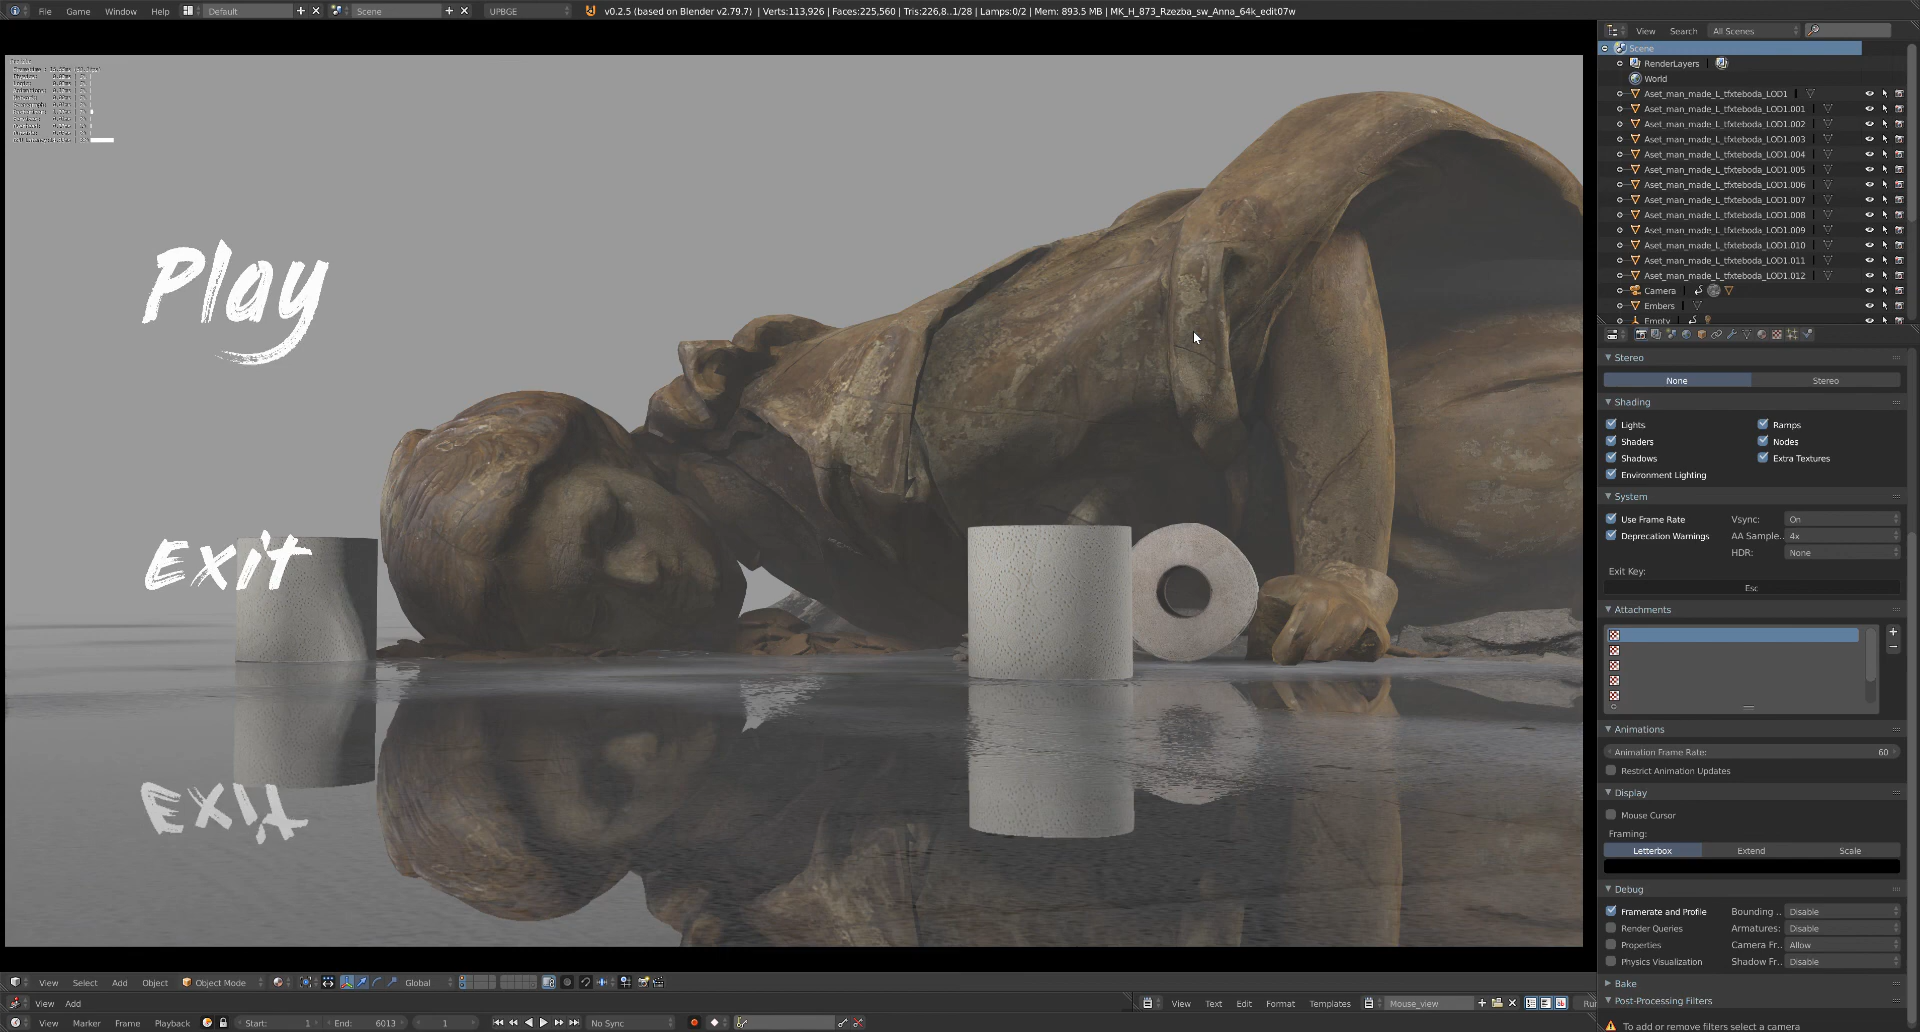 File Game Window Help Default Scene UPBGE v0.2.5 (based on Blender v2.79.7) | Verts:113,926 | Faces:225,560 | Tris:226,8..1/28 | Lamps:0/2 | Mem: 893.5 MB | MK_H_873_Rzezba_sw_Anna_64k_edit07w
View Search All Scenes
Scene
RenderLayers
World
Aset_man_made_L_tfxteboda_LOD1
Aset_man_made_L_tfxteboda_LOD1.001
Aset_man_made_L_tfxteboda_LOD1.002
Aset_man_made_L_tfxteboda_LOD1.003
Aset_man_made_L_tfxteboda_LOD1.004
Aset_man_made_L_tfxteboda_LOD1.005
Aset_man_made_L_tfxteboda_LOD1.006
Aset_man_made_L_tfxteboda_LOD1.007
Aset_man_made_L_tfxteboda_LOD1.008
Aset_man_made_L_tfxteboda_LOD1.009
Aset_man_made_L_tfxteboda_LOD1.010
Aset_man_made_L_tfxteboda_LOD1.011
Aset_man_made_L_tfxteboda_LOD1.012
Camera
Embers
Empty
Play
Exit
Stereo
None Stereo
Shading
Lights Ramps
Shaders Nodes
Shadows Extra Textures
Environment Lighting
System
Use Frame Rate Vsync: On
Deprecation Warnings AA Sample.. 4x
HDR: None
Exit Key:
Esc
Attachments
Animations
Animation Frame Rate: 60
Restrict Animation Updates
Display
Mouse Cursor
Framing:
Letterbox Extend Scale
Debug
Framerate and Profile Bounding .. Disable
Render Queries Armatures: Disable
Properties Camera Fr.. Allow
Physics Visualization Shadow Fr.. Disable
Bake
Post-Processing Filters
To add or remove filters select a camera
View Select Add Object Object Mode Global
View Add View Text Edit Format Templates Mouse_view Ru
View Marker Frame Playback Start: 1 End: 6013 1 No Sync